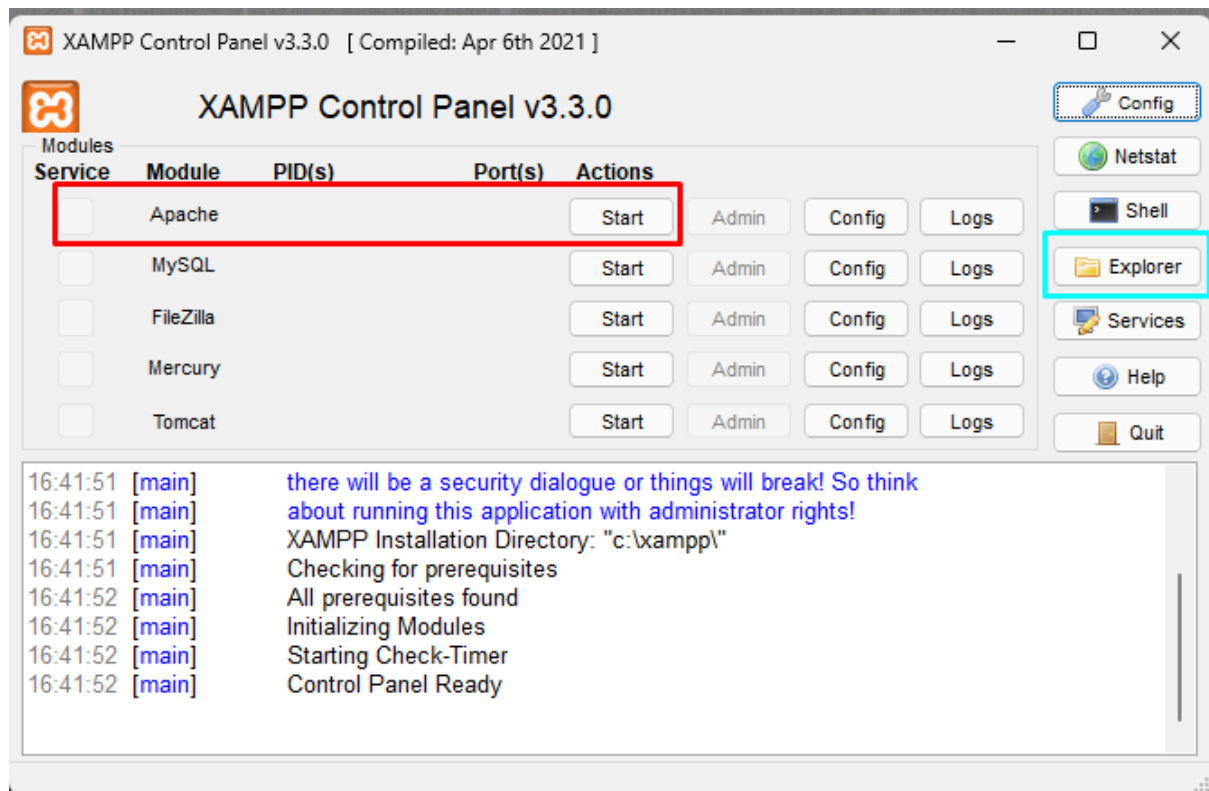 XAMPP Control Panel v3.3.0 [ Compiled: Apr 6th 2021 ]
XAMPP Control Panel v3.3.0
Config
Modules
Netstat
Service Module PID(s) Port(s) Actions
Apache Start Admin Config Logs
Shell
MySQL Start Admin Config Logs
Explorer
FileZilla Start Admin Config Logs
Services
Mercury Start Admin Config Logs
Help
Tomcat Start Admin Config Logs
Quit
16:41:51 [main] there will be a security dialogue or things will break! So think
16:41:51 [main] about running this application with administrator rights!
16:41:51 [main] XAMPP Installation Directory: "c:\xampp\"
16:41:51 [main] Checking for prerequisites
16:41:52 [main] All prerequisites found
16:41:52 [main] Initializing Modules
16:41:52 [main] Starting Check-Timer
16:41:52 [main] Control Panel Ready